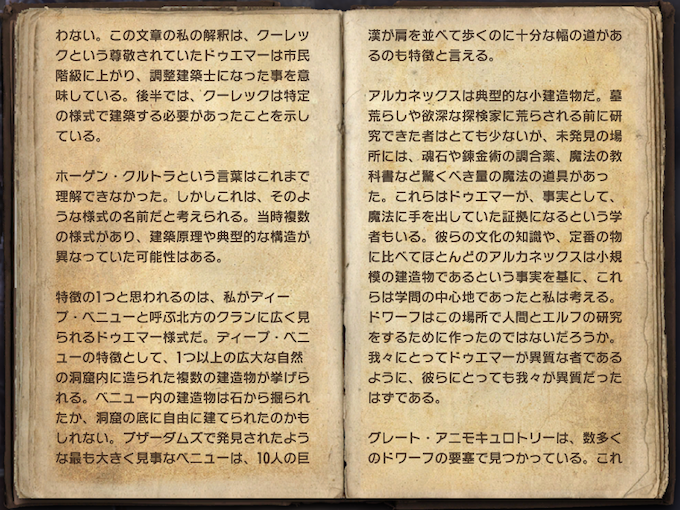 わない。この文章の私の解釈は、クーレッ
クという尊敬されていたドゥエマーは市民
階級に上がり、調整建築士になった事を意
味している。後半では、クーレックは特定
の様式で建築する必要があったことを示し
ている。
ホーゲン・クルトラという言葉はこれまで
理解できなかった。しかしこれは、そのよ
うな様式の名前だと考えられる。当時複数
の様式があり、建築原理や典型的な構造が
異なっていた可能性はある。
特徴の1つと思われるのは、私がディー
プ・ベニューと呼ぶ北方のクランに広く見
られるドゥエマー様式だ。ディープ・ベニ
ューの特徴として、1つ以上の広大な自然
の洞窟内に造られた複数の建造物が挙げら
れる。ベニュー内の建造物は石から掘られ
たか、洞窟の底に自由に建てられたのかも
しれない。ブザーダムズで発見されたよう
な最も大きく見事なベニューは、10人の巨
漢が肩を並べて歩くのに十分な幅の道があ
るのも特徴と言える。
アルカネックスは典型的な小建造物だ。墓
荒らしや欲深な探検家に荒らされる前に研
究できた者はとても少ないが、未発見の場
所には、魂石や錬金術の調合薬、魔法の教
科書など驚くべき量の魔法の道具があっ
た。これらはドゥエマーが、事実として、
魔法に手を出していた証拠になるという学
者もいる。彼らの文化の知識や、定番の物
に比べてほとんどのアルカネックスは小規
模の建造物であるという事実を基に、これ
らは学問の中心地であったと私は考える。
ドワーフはこの場所で人間とエルフの研究
をするために作ったのではないだろうか。
我々にとってドゥエマーが異質な者である
ように、彼らにとっても我々が異質だった
はずである。
グレート・アニモキュロトリーは、数多く
のドワーフの要塞で見つかっている。これ